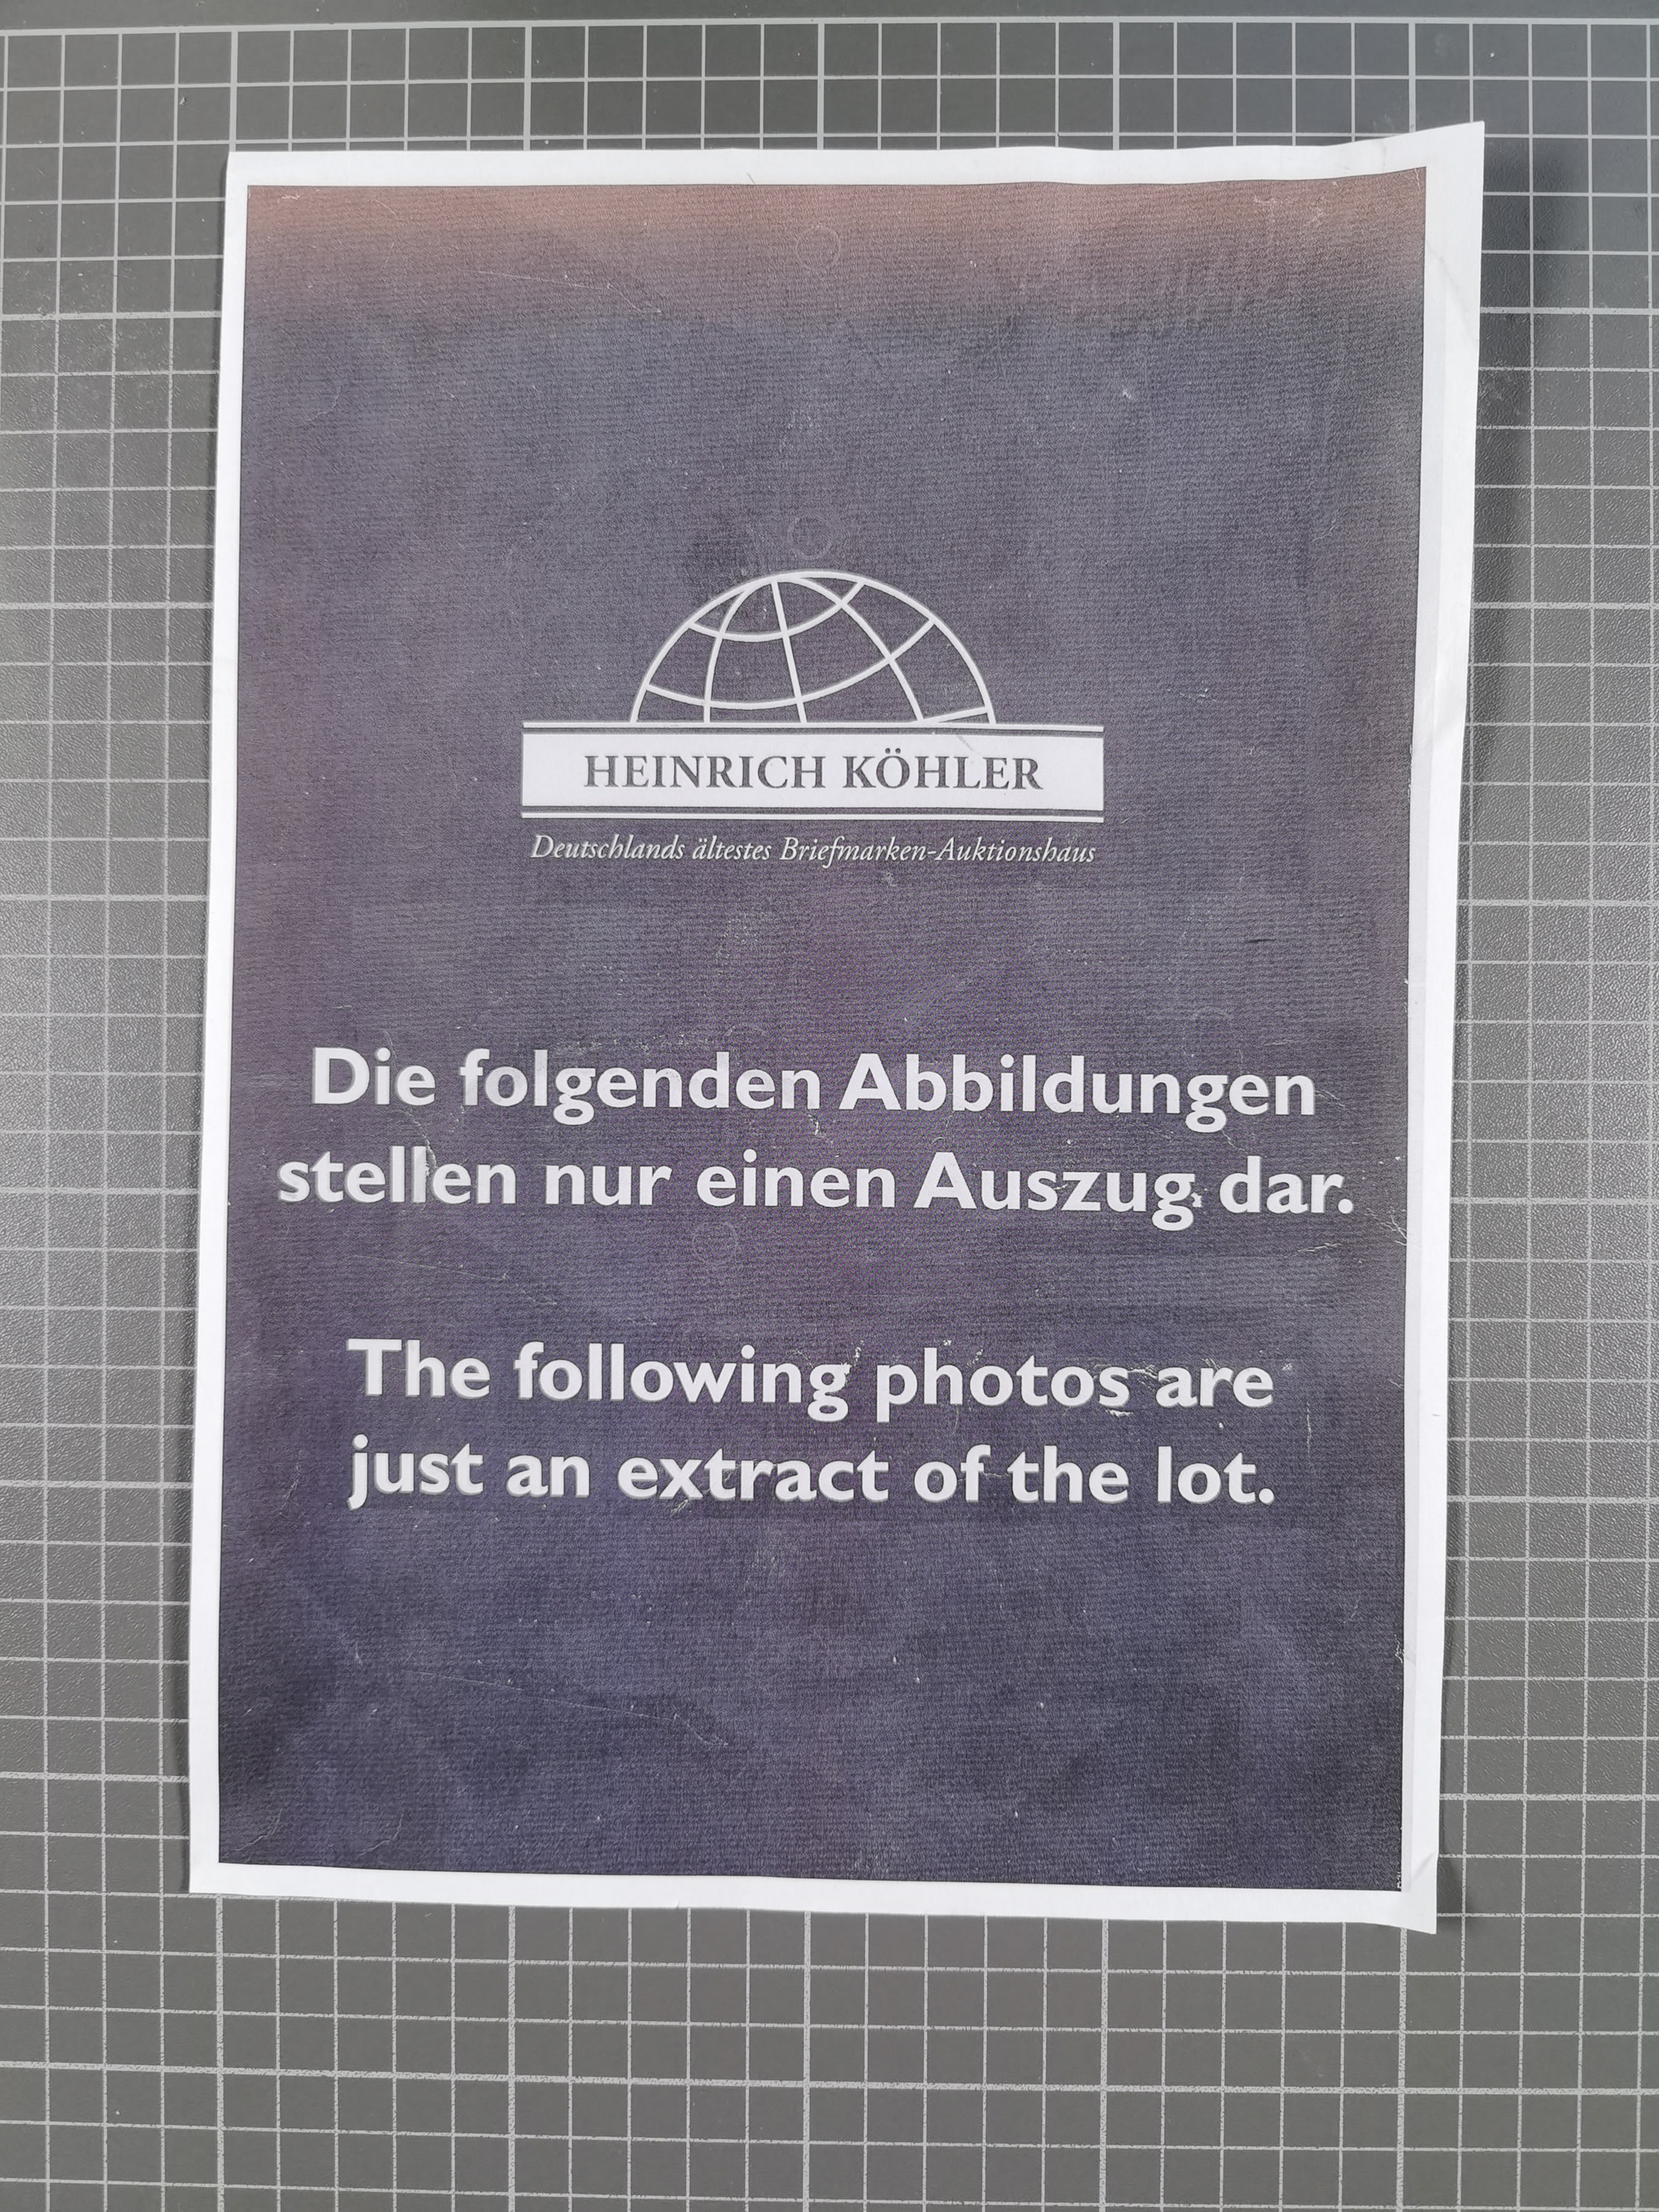 HEINRICH KÖHLER
Deutschlands ältestes Briefmarken-Auktionshaus
Die folgenden Abbildungen
stellen nur einen Auszug dar.
The following photos are
just an extract of the lot.